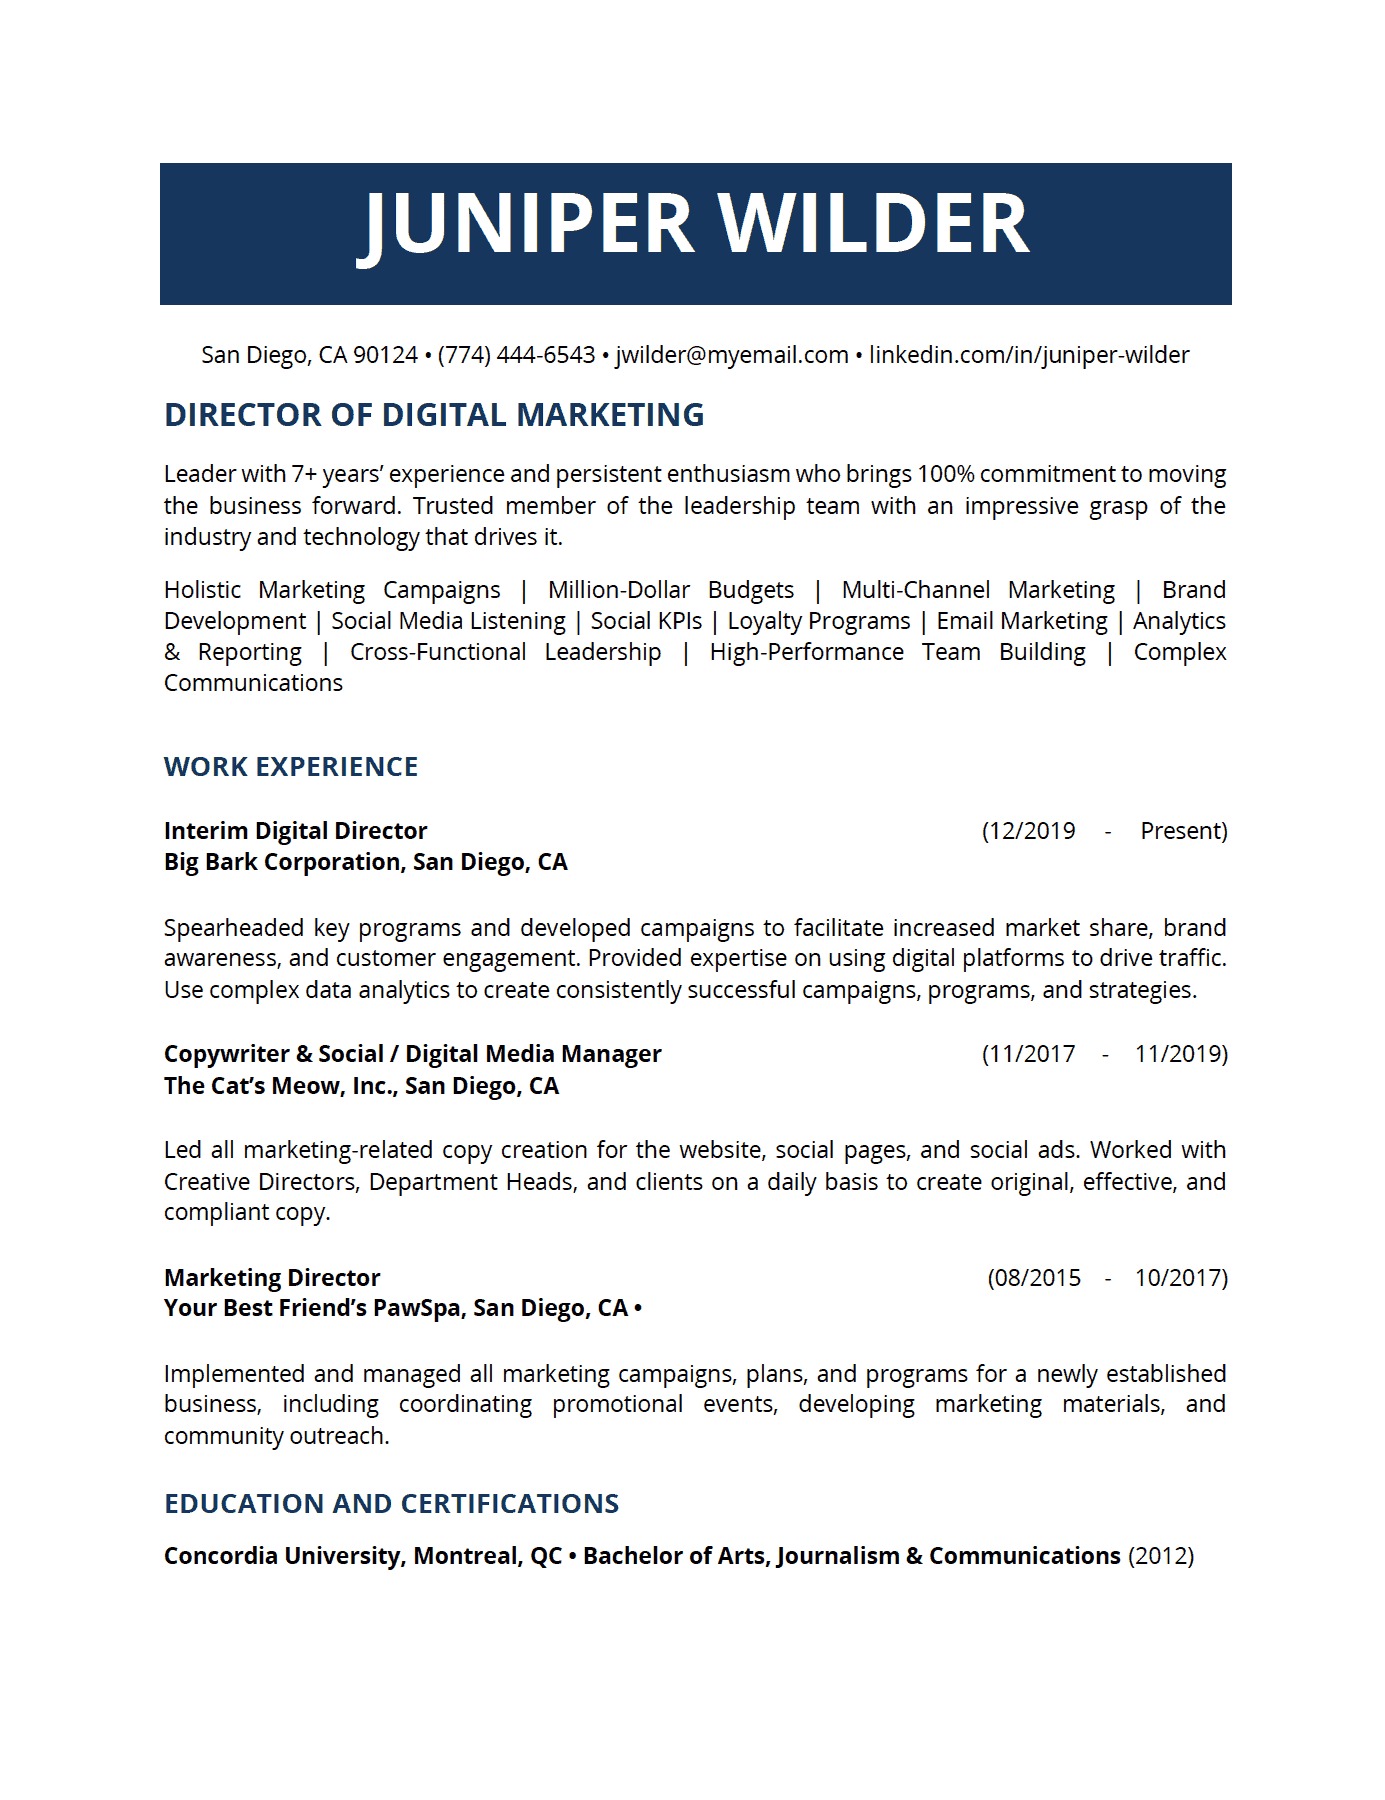 JUNIPER WILDER
San Diego, CA 90124 • (774) 444-6543 • jwilder@myemail.com • linkedin.com/in/juniper-wilder
DIRECTOR OF DIGITAL MARKETING
Leader with 7+ years’ experience and persistent enthusiasm who brings 100% commitment to moving
the business forward. Trusted member of the leadership team with an impressive grasp of the
industry and technology that drives it.
Holistic Marketing Campaigns | Million-Dollar Budgets | Multi-Channel Marketing | Brand
Development | Social Media Listening | Social KPIs | Loyalty Programs | Email Marketing | Analytics
& Reporting | Cross-Functional Leadership | High-Performance Team Building | Complex
Communications
WORK EXPERIENCE
Interim Digital Director (12/2019 - Present)
Big Bark Corporation, San Diego, CA
Spearheaded key programs and developed campaigns to facilitate increased market share, brand
awareness, and customer engagement. Provided expertise on using digital platforms to drive traffic.
Use complex data analytics to create consistently successful campaigns, programs, and strategies.
Copywriter & Social / Digital Media Manager (11/2017 - 11/2019)
The Cat’s Meow, Inc., San Diego, CA
Led all marketing-related copy creation for the website, social pages, and social ads. Worked with
Creative Directors, Department Heads, and clients on a daily basis to create original, effective, and
compliant copy.
Marketing Director (08/2015 - 10/2017)
Your Best Friend’s PawSpa, San Diego, CA •
Implemented and managed all marketing campaigns, plans, and programs for a newly established
business, including coordinating promotional events, developing marketing materials, and
community outreach.
EDUCATION AND CERTIFICATIONS
Concordia University, Montreal, QC • Bachelor of Arts, Journalism & Communications (2012)